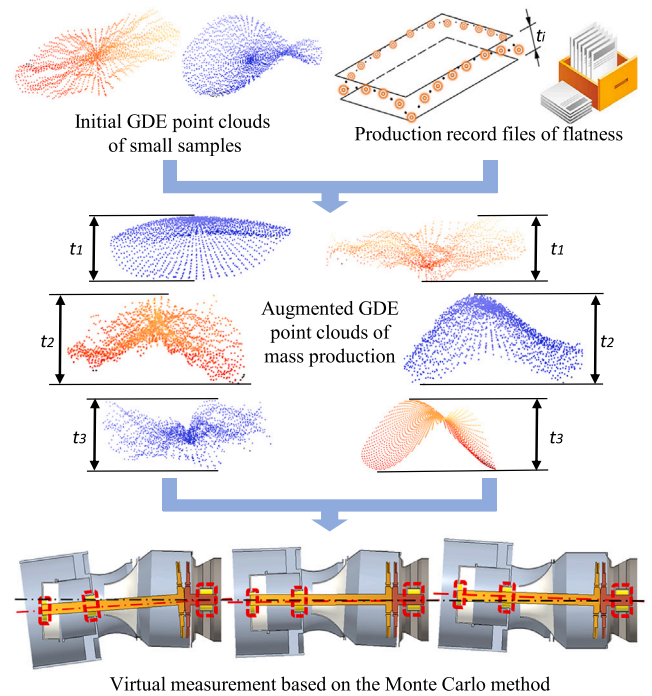 tᵢ
Initial GDE point clouds
of small samples
Production record files of flatness
t₁
t₁
t₂
Augmented GDE
point clouds of
mass production
t₂
t₃
t₃
Virtual measurement based on the Monte Carlo method